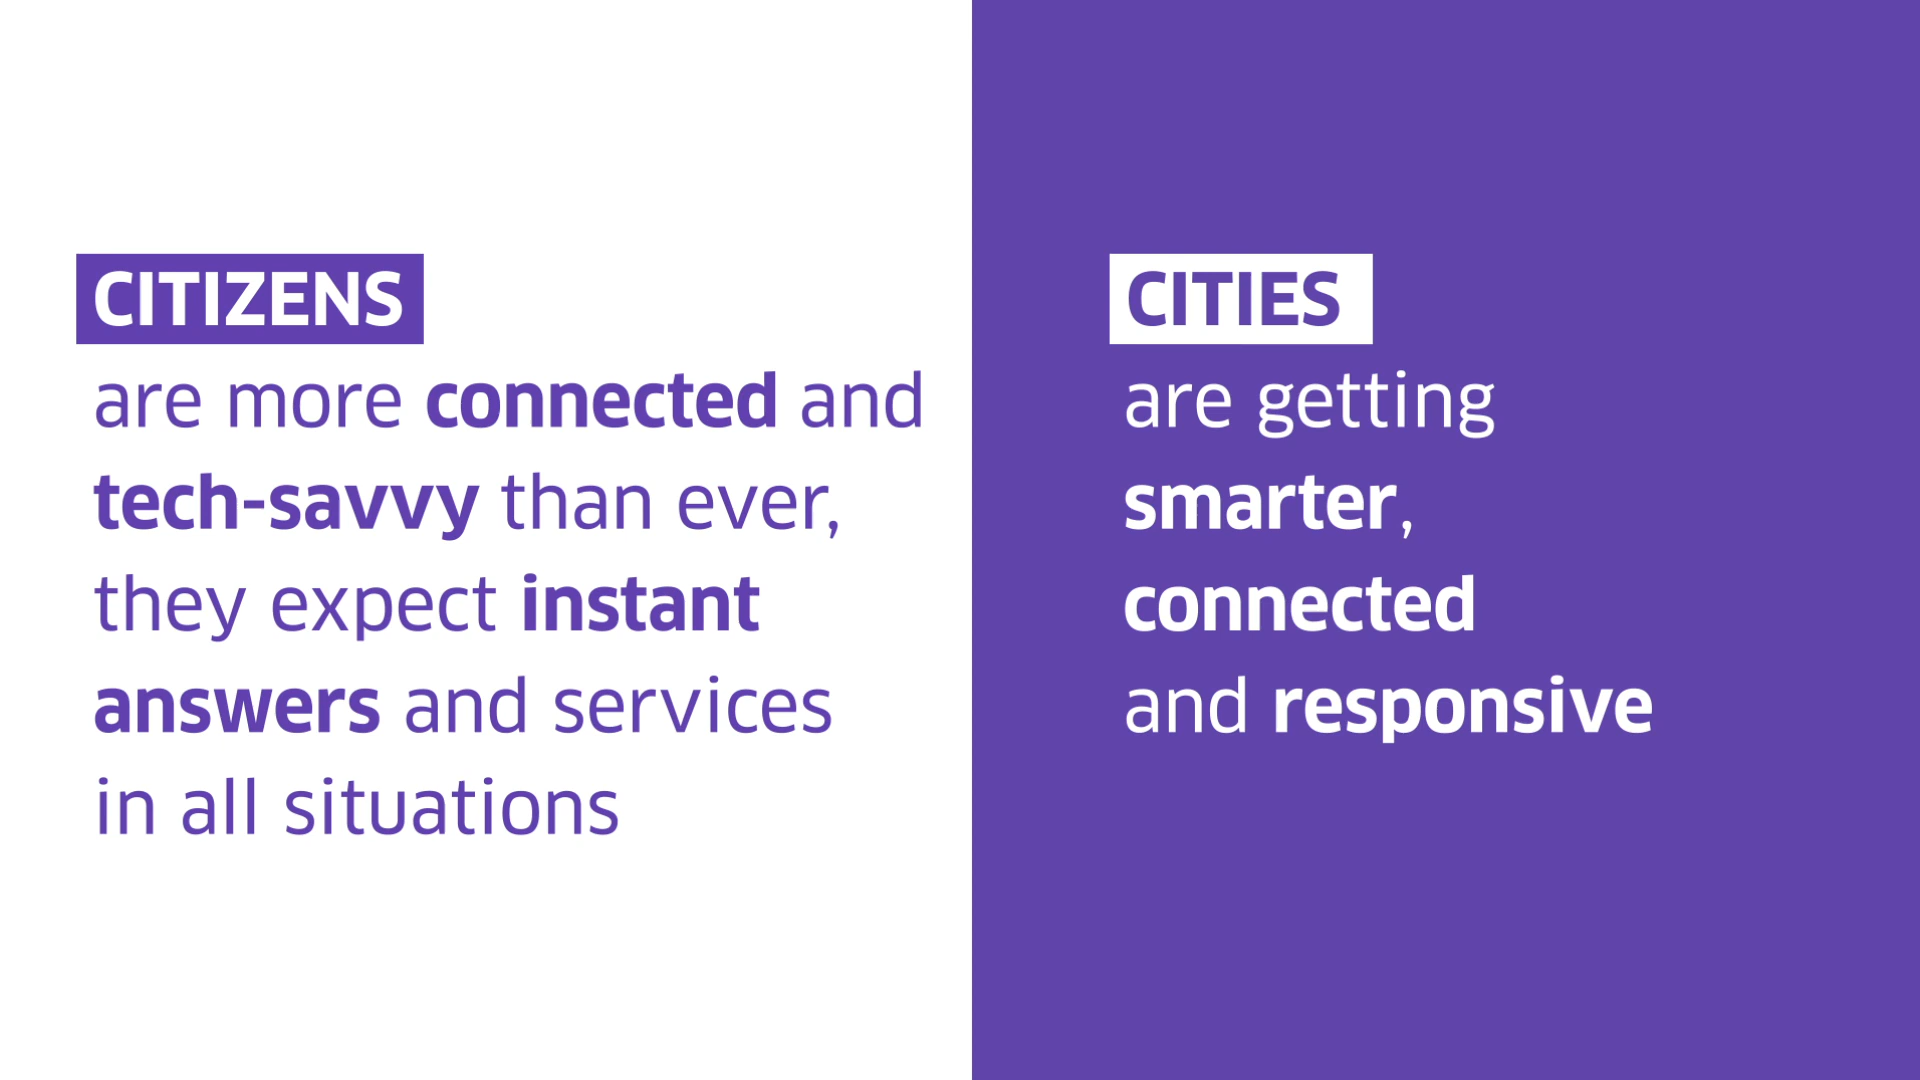 CITIZENS
are more connected and
tech-savvy than ever,
they expect instant
answers and services
in all situations
CITIES
are getting
smarter,
connected
and responsive